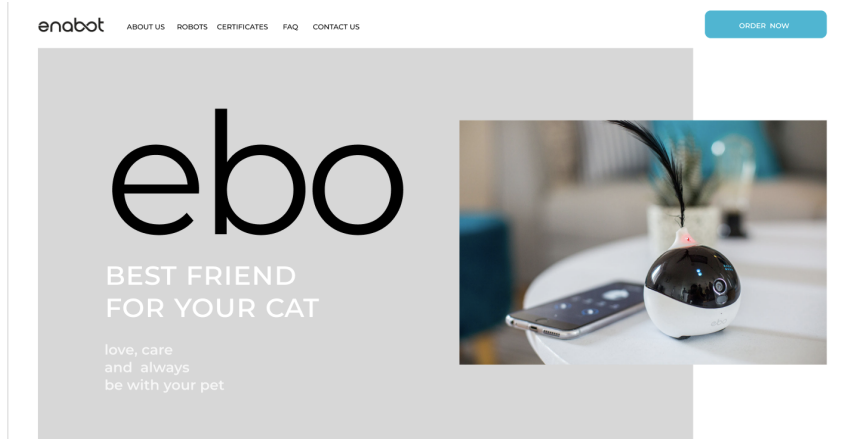 enabot
ABOUT US ROBOTS CERTIFICATES FAQ CONTACT US
ORDER NOW
ebo
BEST FRIEND
FOR YOUR CAT
love, care
and always
be with your pet
ebo